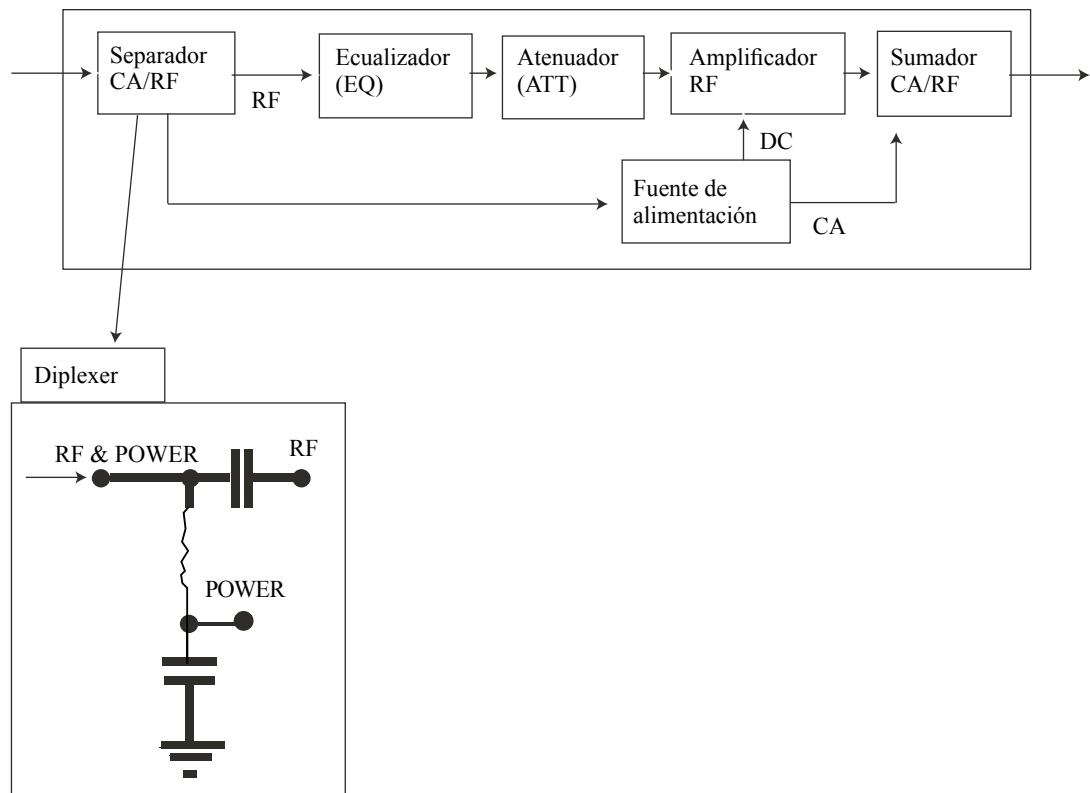 Separador
CA/RF
RF
Ecualizador
(EQ)
Atenuador
(ATT)
Amplificador
RF
Sumador
CA/RF
DC
Fuente de
alimentación
CA
Diplexer
RF & POWER
RF
POWER